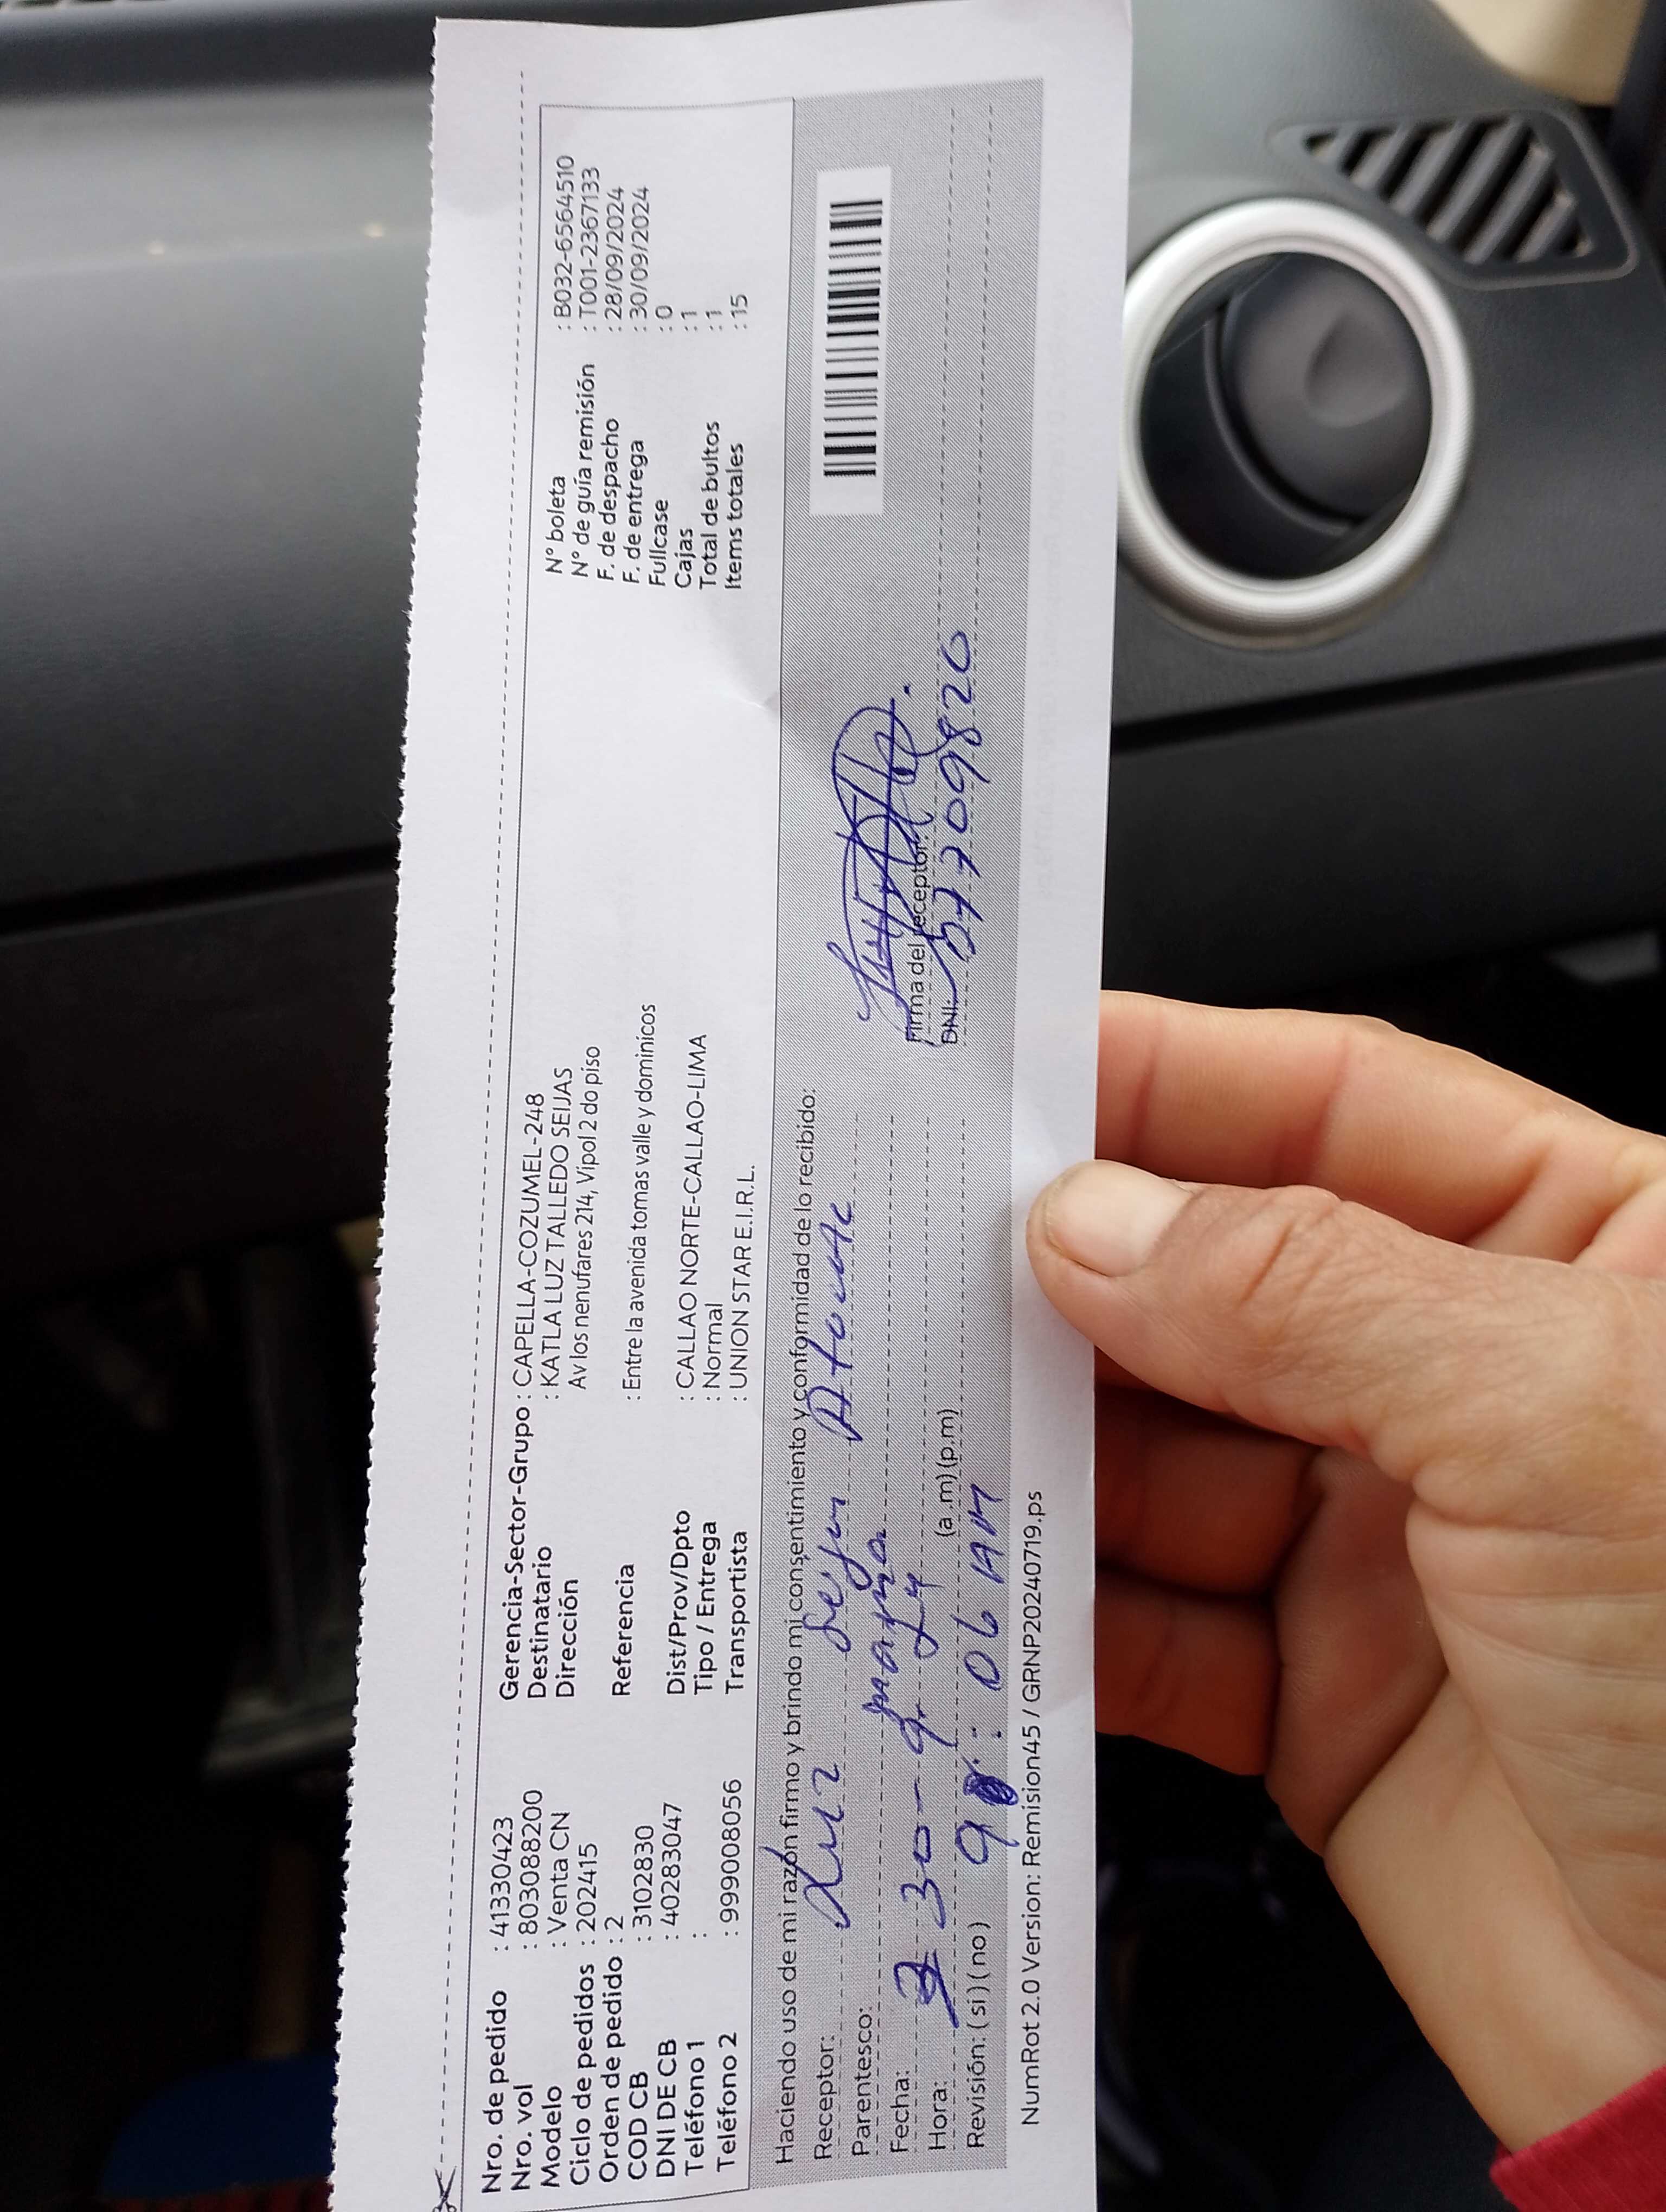 Nro. de pedido : 41330423
Nro. vol : 8030888200
Modelo : Venta CN
Ciclo de pedidos : 202415
Orden de pedido : 2
COD CB : 3102830
DNI DE CB : 40283047
Teléfono 1 :
Teléfono 2 : 999008056
Gerencia-Sector-Grupo : CAPELLA-COZUMEL-248
Destinatario : KATLA LUZ TALLEDO SEIJAS
Dirección Av los nenufares 214, Vipol 2 do piso
Referencia : Entre la avenida tomas valle y dominicos
Dist/Prov/Dpto : CALLAO NORTE-CALLAO-LIMA
Tipo / Entrega : Normal
Transportista : UNION STAR E.I.R.L.
N° boleta : B032-6564510
N° de guía remisión : T001-2367133
F. de despacho : 28/09/2024
F. de entrega : 30/09/2024
Fullcase : 0
Cajas : 1
Total de bultos : 1
Items totales : 15
Haciendo uso de mi razón firmo y brindo mi consentimiento y conformidad de lo recibido:
Receptor: Luz
Parentesco:
Fecha: 30-9-24
Hora: 9 : 06 AM (a.m) (p.m)
Revisión: ( si ) ( no )
Firma del receptor:
DNI: 27709820
NumRot 2.0 Version: Remision45 / GRNP20240719.ps